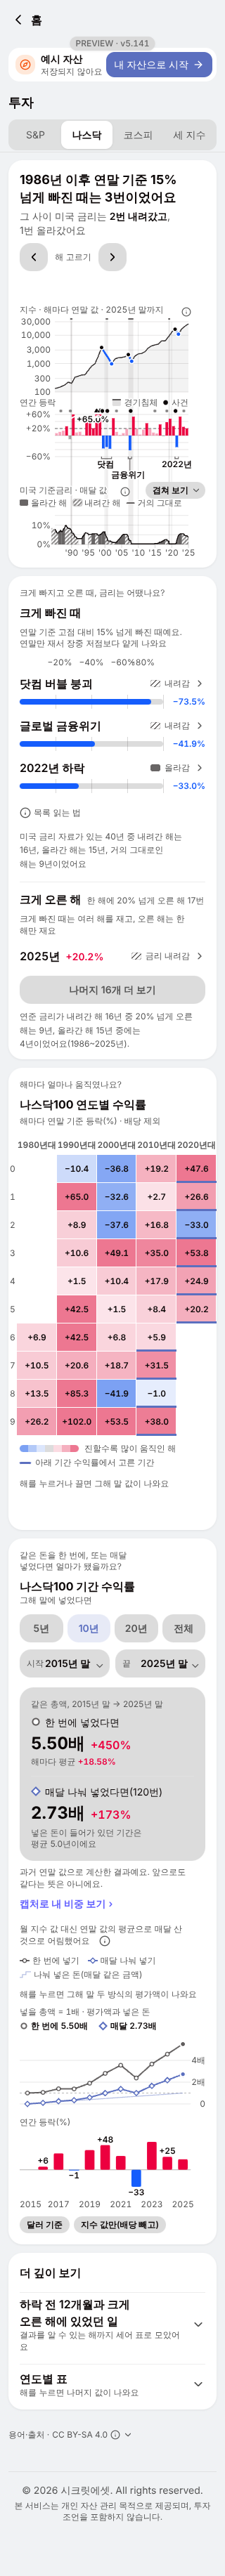 홈
PREVIEW · v5.141
예시 자산
저장되지 않아요
내 자산으로 시작 →
투자
S&P 나스닥 코스피 세 지수
1986년 이후 연말 기준 15%
넘게 빠진 때는 3번이었어요
그 사이 미국 금리는 2번 내려갔고,
1번 올라갔어요
해 고르기
지수 · 해마다 연말 값 · 2025년 말까지
30,000
10,000
3,000
1,000
300
100
경기침체 사건
연간 등락
+60%
+65.0%
+20%
−60%
닷컴 2022년
금융위기
미국 기준금리 · 매달 값
겹쳐 보기
올라간 해 내려간 해 거의 그대로
10%
0%
'90 '95 '00 '05 '10 '15 '20 '25
크게 빠지고 오른 때, 금리는 어땠나요?
크게 빠진 때
연말 기준 고점 대비 15% 넘게 빠진 때예요.
연말만 재서 장중 저점보다 얕게 나와요
−20% −40% −60% −80%
닷컴 버블 붕괴 내려감
−73.5%
글로벌 금융위기 내려감
−41.9%
2022년 하락 올라감
−33.0%
목록 읽는 법
미국 금리 자료가 있는 40년 중 내려간 해는
16년, 올라간 해는 15년, 거의 그대로인
해는 9년이었어요
크게 오른 해 한 해에 20% 넘게 오른 해 17번
크게 빠진 때는 여러 해를 재고, 오른 해는 한
해만 재요
2025년 +20.2% 금리 내려감
나머지 16개 더 보기
연준 금리가 내려간 해 16년 중 20% 넘게 오른
해는 9년, 올라간 해 15년 중에는
4년이었어요(1986~2025년).
해마다 얼마나 움직였나요?
나스닥100 연도별 수익률
해마다 연말 기준 등락(%) · 배당 제외
1980년대 1990년대 2000년대 2010년대 2020년대
0 −10.4 −36.8 +19.2 +47.6
1 +65.0 −32.6 +2.7 +26.6
2 +8.9 −37.6 +16.8 −33.0
3 +10.6 +49.1 +35.0 +53.8
4 +1.5 +10.4 +17.9 +24.9
5 +42.5 +1.5 +8.4 +20.2
6 +6.9 +42.5 +6.8 +5.9
7 +10.5 +20.6 +18.7 +31.5
8 +13.5 +85.3 −41.9 −1.0
9 +26.2 +102.0 +53.5 +38.0
진할수록 많이 움직인 해
아래 기간 수익률에서 고른 기간
해를 누르거나 끌면 그해 말 값이 나와요
같은 돈을 한 번에, 또는 매달
넣었다면 얼마가 됐을까요?
나스닥100 기간 수익률
그해 말에 넣었다면
5년 10년 20년 전체
시작 2015년 말 끝 2025년 말
같은 총액, 2015년 말 → 2025년 말
한 번에 넣었다면
5.50배 +450%
해마다 평균 +18.58%
매달 나눠 넣었다면(120번)
2.73배 +173%
넣은 돈이 들어가 있던 기간은
평균 5.0년이에요
과거 연말 값으로 계산한 결과예요. 앞으로도
같다는 뜻은 아니에요.
캡처로 내 비중 보기 ›
월 지수 값 대신 연말 값의 평균으로 매달 산
것으로 어림했어요
한 번에 넣기 매달 나눠 넣기
나눠 넣은 돈(매달 같은 금액)
해를 누르면 그해 말 두 방식의 평가액이 나와요
넣을 총액 = 1배 · 평가액과 넣은 돈
한 번에 5.50배 매달 2.73배
4배
2배
0
연간 등락(%)
+48
+6 +25
−1
−33
2015 2017 2019 2021 2023 2025
달러 기준 지수 값만(배당 빼고)
더 깊이 보기
하락 전 12개월과 크게
오른 해에 있었던 일
결과를 알 수 있는 해까지 세어 표로 모았어
요
연도별 표
해를 누르면 나머지 값이 나와요
용어·출처 · CC BY-SA 4.0
© 2026 시크릿에셋. All rights reserved.
본 서비스는 개인 자산 관리 목적으로 제공되며, 투자
조언을 포함하지 않습니다.